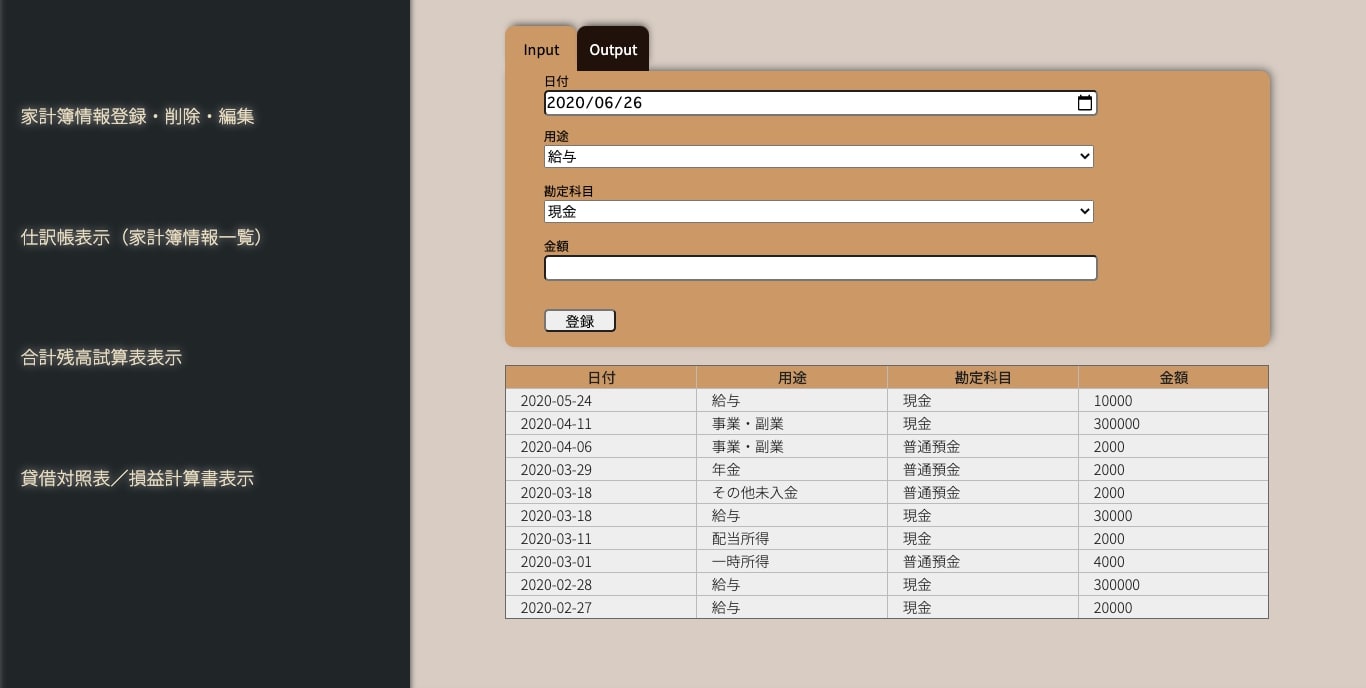 家計簿情報登録・削除・編集
仕訳帳表示（家計簿情報一覧）
合計残高試算表表示
貸借対照表／損益計算書表示
Input Output
日付
2020/06/26
用途
給与
勘定科目
現金
金額
登録
日付 用途 勘定科目 金額
2020-05-24 給与 現金 10000
2020-04-11 事業・副業 現金 300000
2020-04-06 事業・副業 普通預金 2000
2020-03-29 年金 普通預金 2000
2020-03-18 その他未入金 普通預金 2000
2020-03-18 給与 現金 30000
2020-03-11 配当所得 現金 2000
2020-03-01 一時所得 普通預金 4000
2020-02-28 給与 現金 300000
2020-02-27 給与 現金 20000